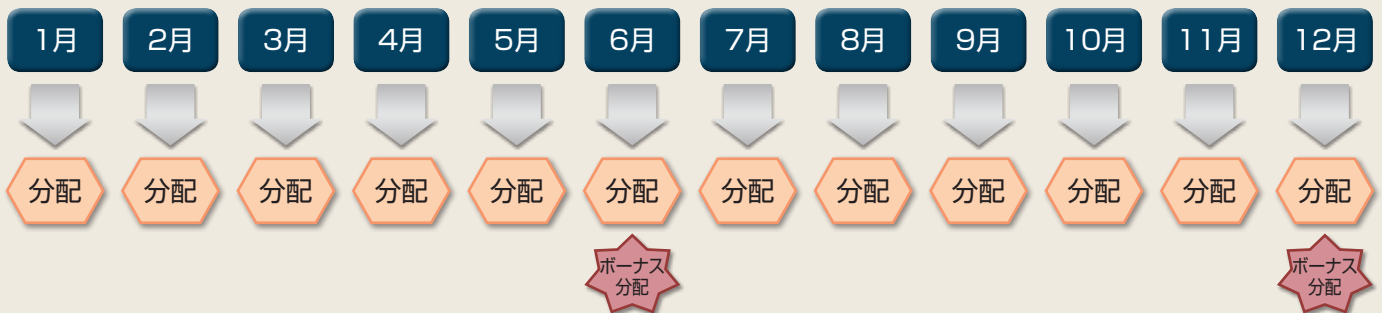 1月 2月 3月 4月 5月 6月 7月 8月 9月 10月 11月 12月
分配 分配 分配 分配 分配 分配 分配 分配 分配 分配 分配 分配
ボーナス ボーナス
分配 分配